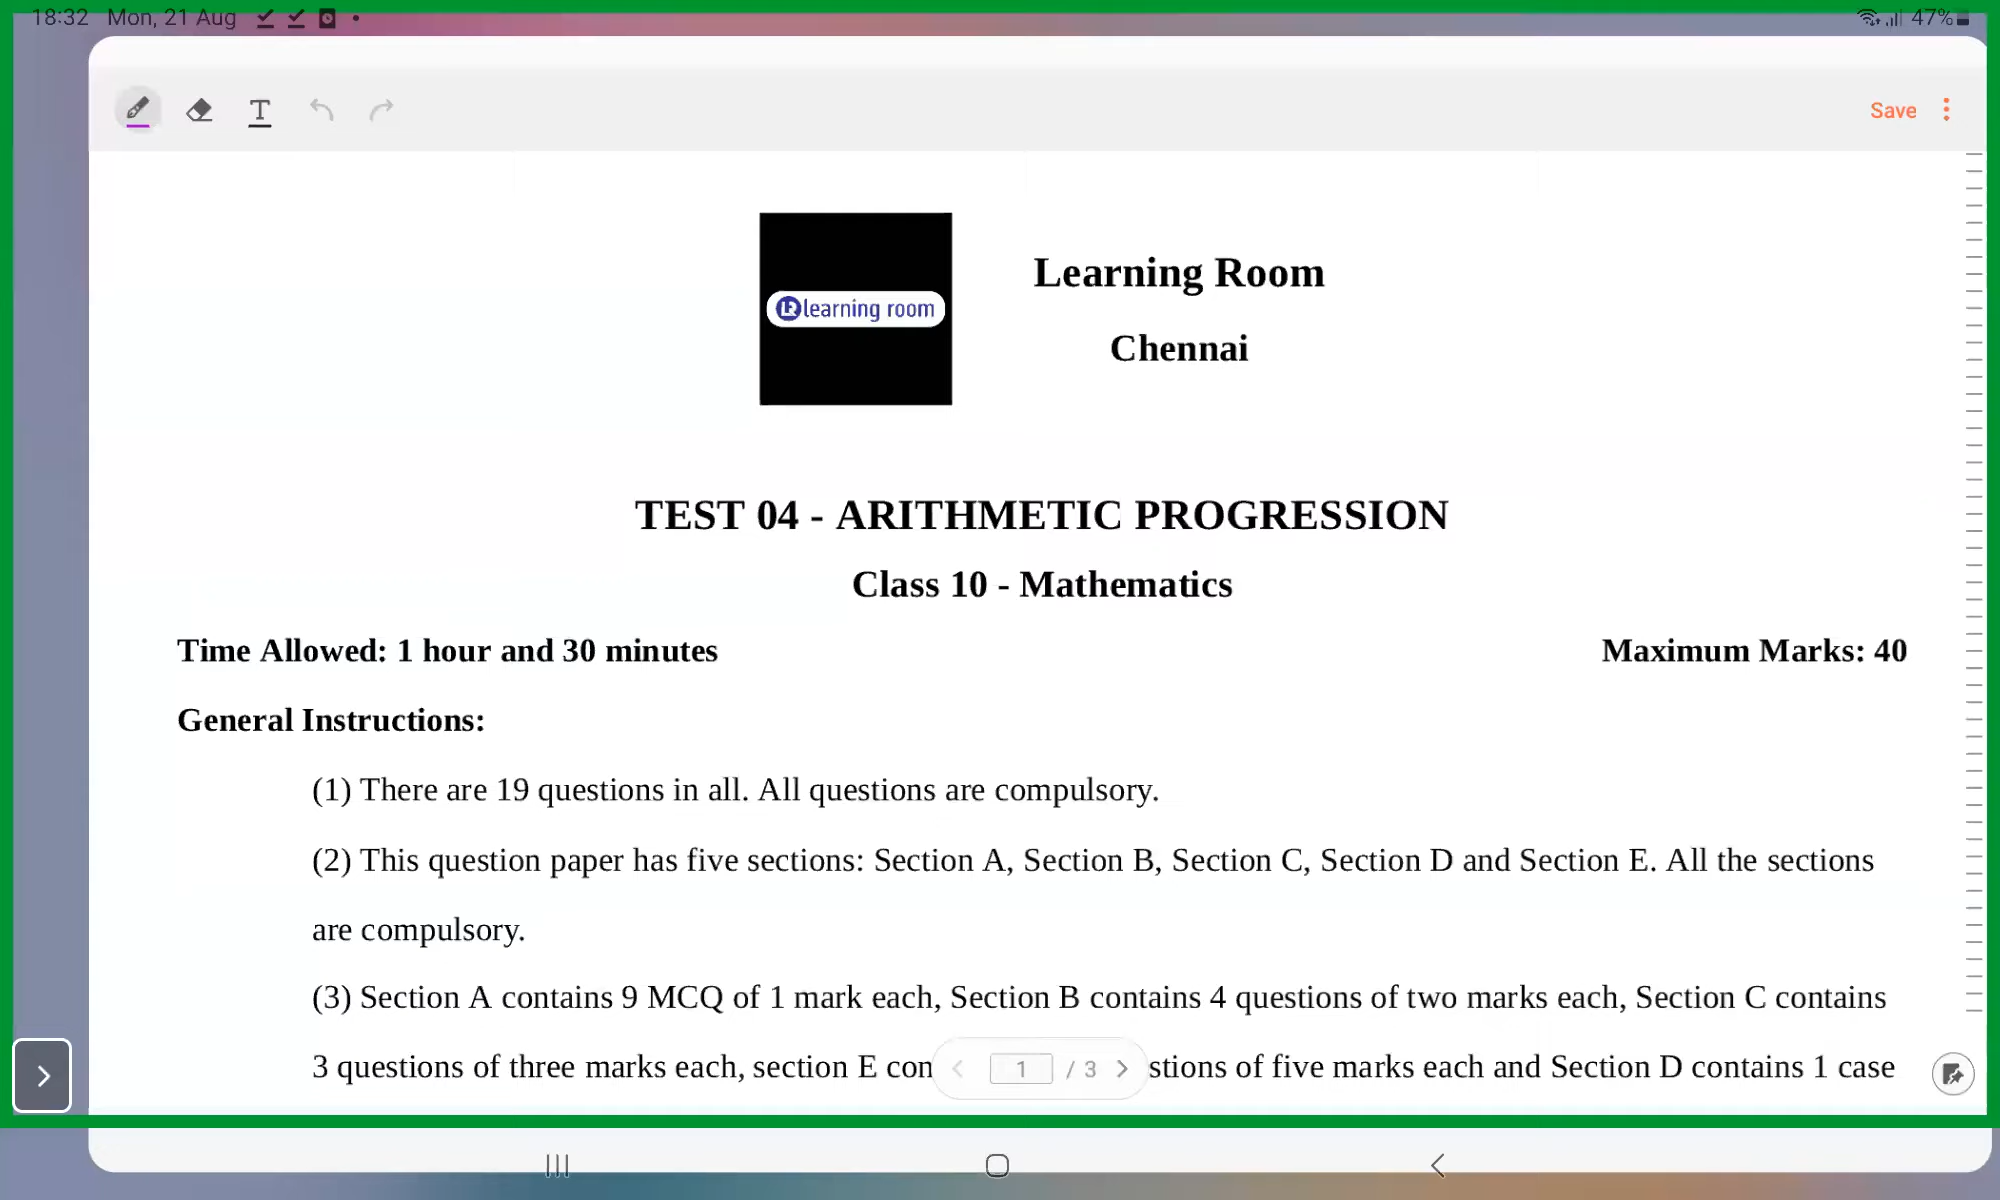 18:32 Mon, 21 Aug
47%
T
Save
LR learning room
Learning Room
Chennai
TEST 04 - ARITHMETIC PROGRESSION
Class 10 - Mathematics
Time Allowed: 1 hour and 30 minutes Maximum Marks: 40
General Instructions:
(1) There are 19 questions in all. All questions are compulsory.
(2) This question paper has five sections: Section A, Section B, Section C, Section D and Section E. All the sections
are compulsory.
(3) Section A contains 9 MCQ of 1 mark each, Section B contains 4 questions of two marks each, Section C contains
3 questions of three marks each, section E con stions of five marks each and Section D contains 1 case
1 / 3